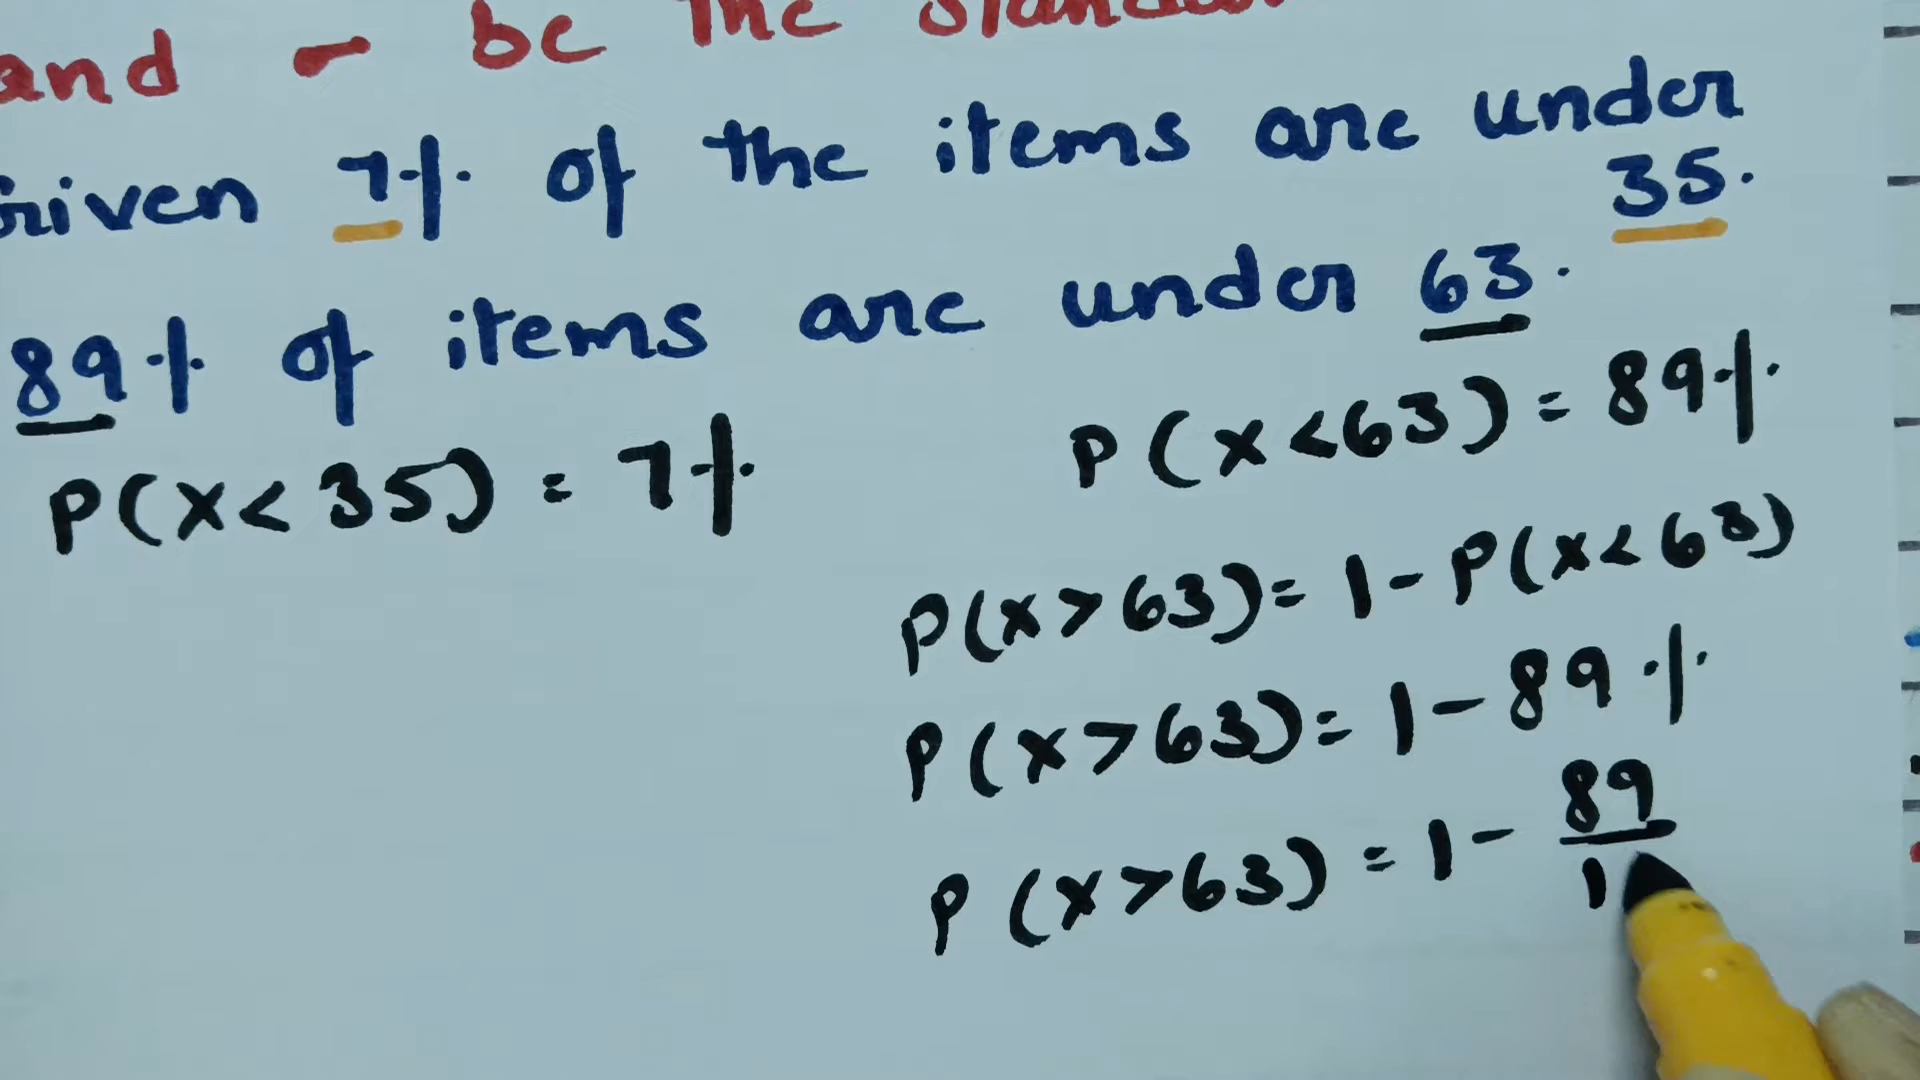 and - be the standar
Given 7% of the items are under
35.
89% of items are under 63.
P(x<35) = 7%
P(x<63) = 89%
P(x>63) = 1 - P(x<63)
P(x>63) = 1 - 89%
P(x>63) = 1 - 89/1